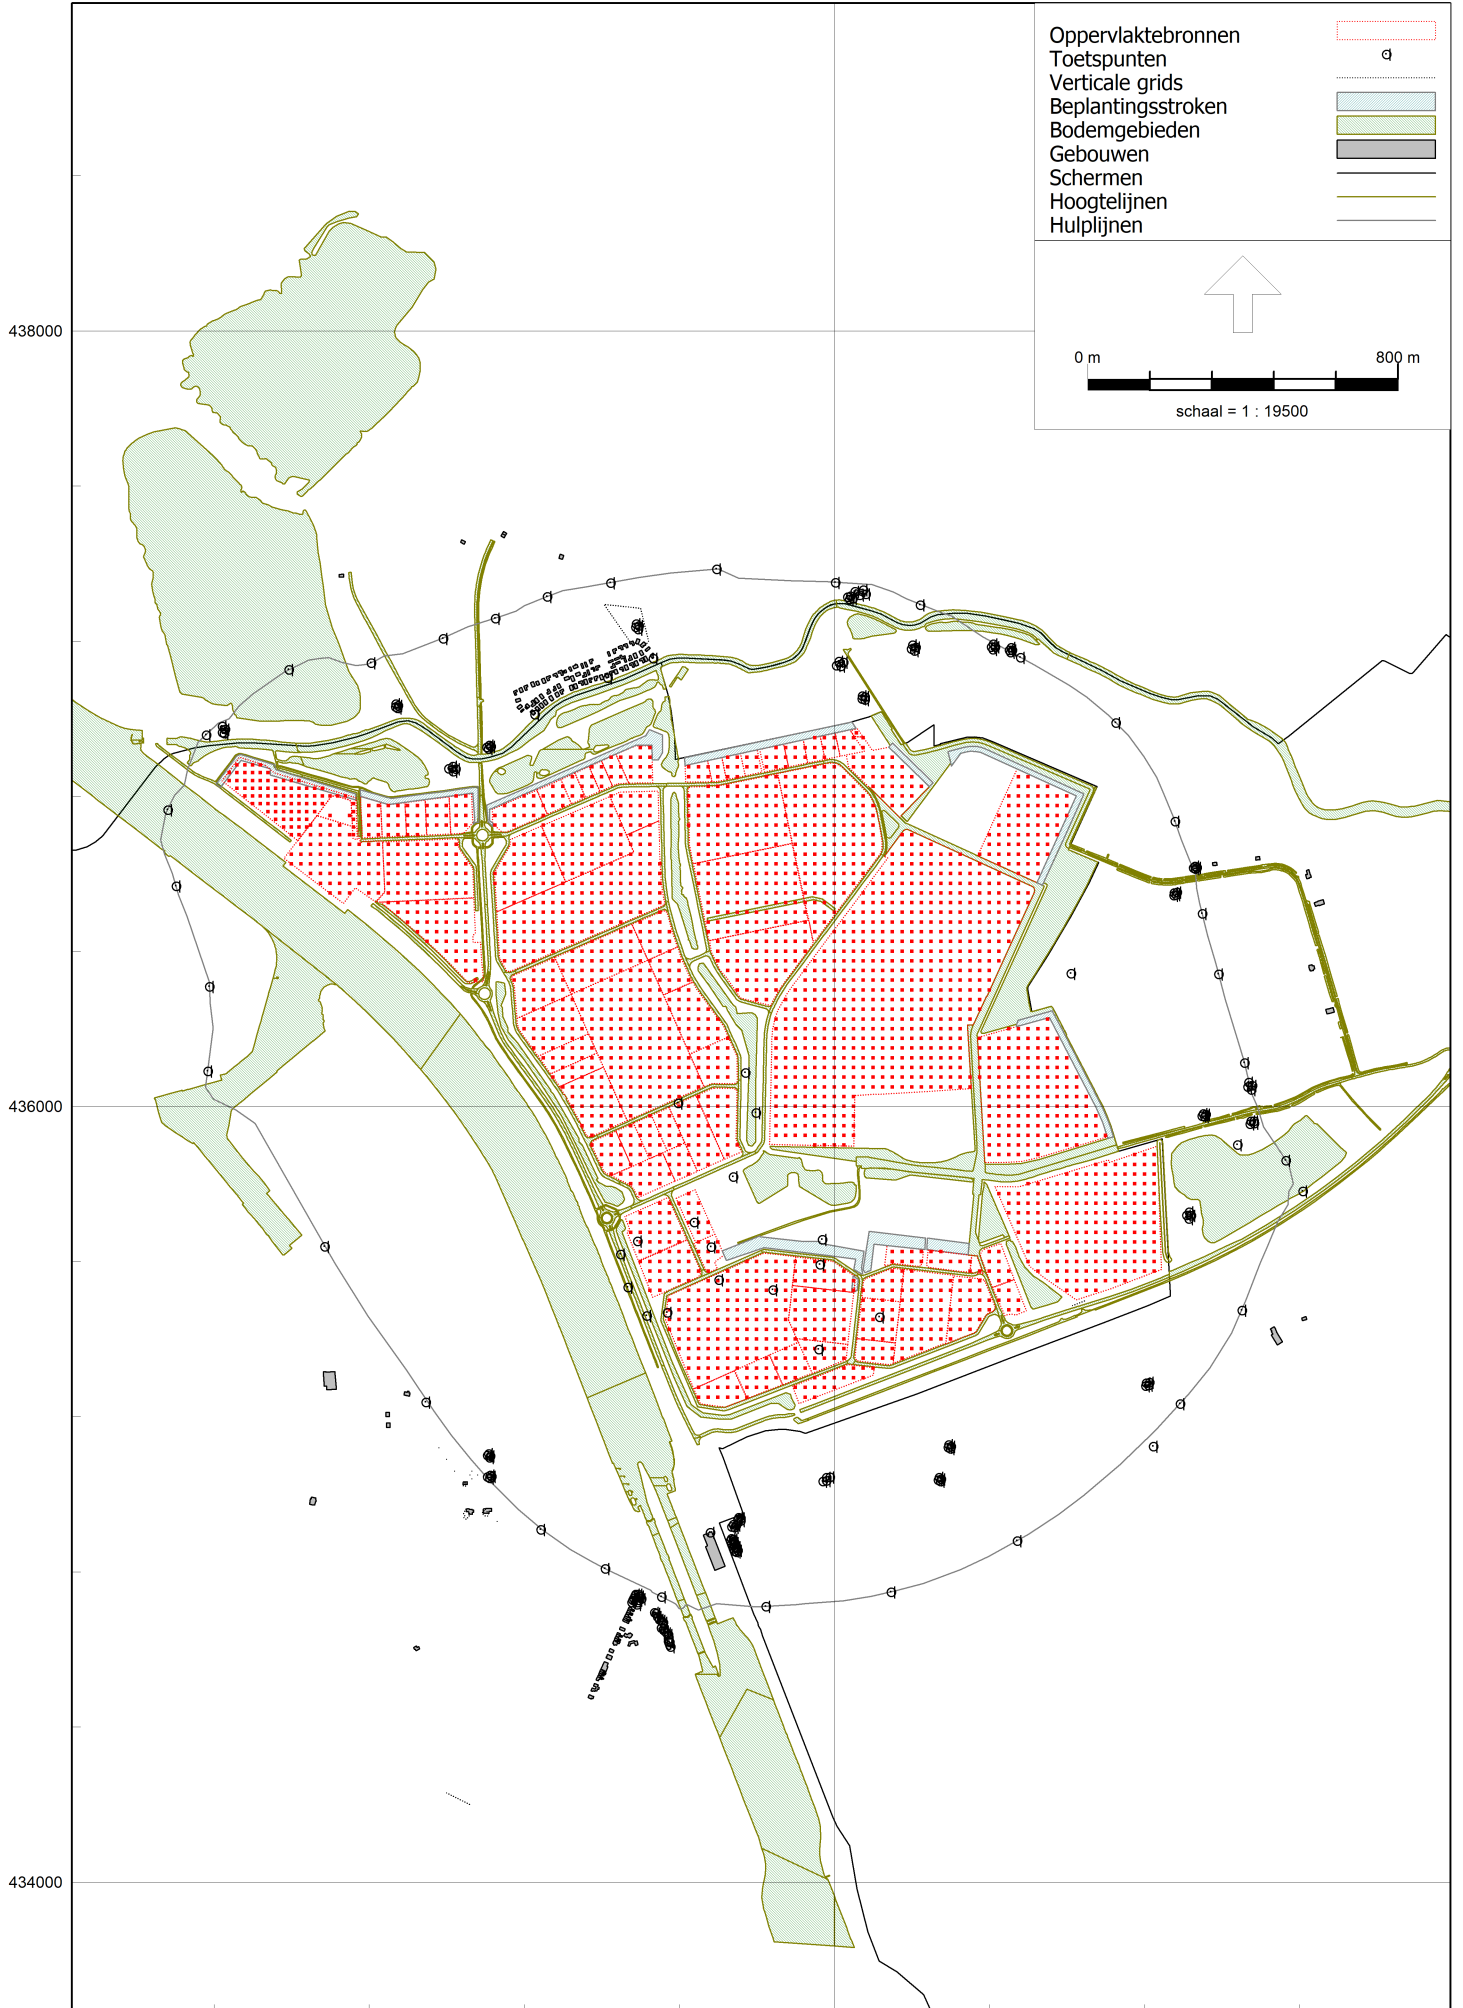 Oppervlaktebronnen
Toetspunten
Verticale grids
Beplantingsstroken
Bodemgebieden
Gebouwen
Schermen
Hoogtelijnen
Hulplijnen
0 m 800 m
schaal = 1 : 19500
438000
436000
434000